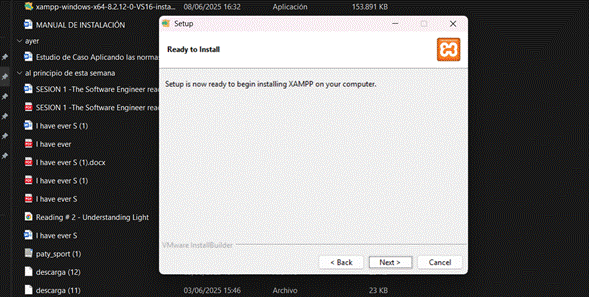 xampp-windows-x64-8.2.12-0-VS16-insta... 08/06/2025 16:32 Aplicación 153.891 KB
MANUAL DE INSTALACIÓN
ayer
Estudio de Caso Aplicando las norma
al principio de esta semana
SESION 1 -The Software Engineer rea
SESION 1 -The Software Engineer rea
I have ever S (1)
I have ever
I have ever S (1).docx
I have ever S (1)
I have ever S
Reading # 2 - Understanding Light
I have ever S
paty_sport (1)
descarga (12)
descarga (11) 03/06/2025 15:46 Archivo 23 KB
Setup
Ready to Install
Setup is now ready to begin installing XAMPP on your computer.
VMware InstallBuilder
< Back
Next >
Cancel